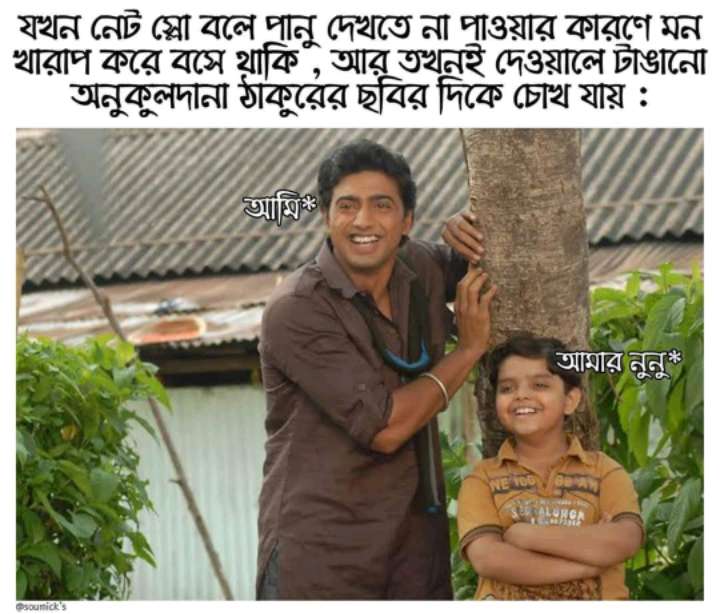 যখন নেট স্লো বলে পানু দেখতে না পাওয়ার কারণে মন
খারাপ করে বসে থাকি , আর তখনই দেওয়ালে টাঙানো
অনুকুলদানা ঠাকুরের ছবির দিকে চোখ যায় :
আমি*
আমার নুনু*
@soumick's